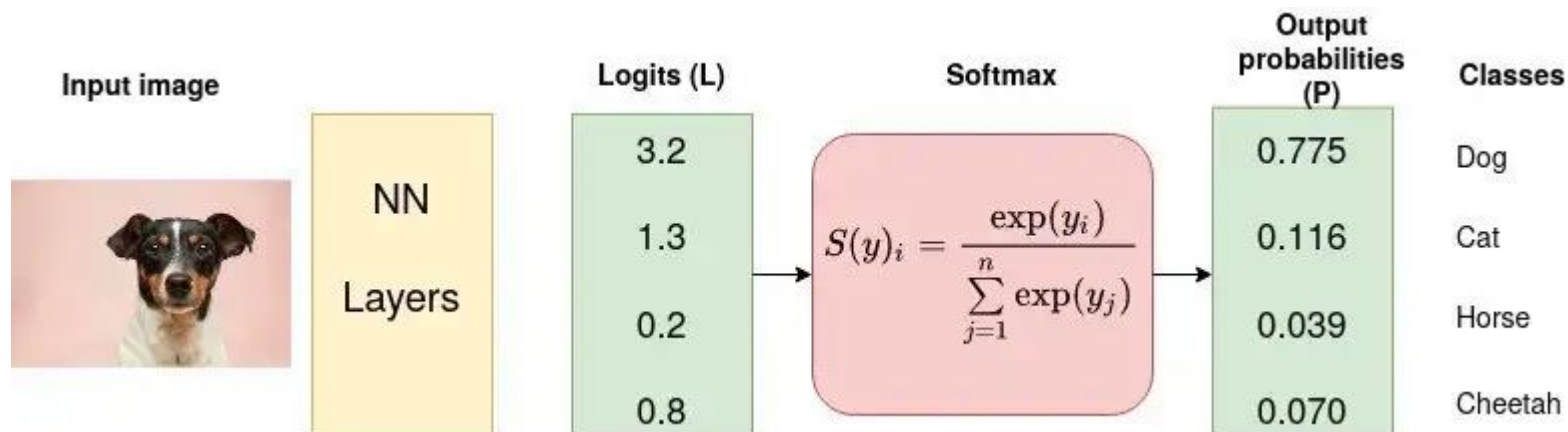 Input image
NN
Layers
Logits (L)
3.2
1.3
0.2
0.8
Softmax
S(y)_i = exp(y_i) / ∑_{j=1}^{n} exp(y_j)
Output
probabilities
(P)
0.775
0.116
0.039
0.070
Classes
Dog
Cat
Horse
Cheetah